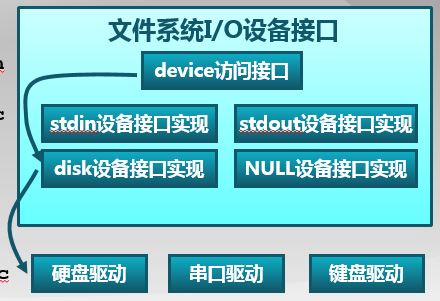 文件系统I/O设备接口
device访问接口
stdin设备接口实现 stdout设备接口实现
disk设备接口实现 NULL设备接口实现
硬盘驱动 串口驱动 键盘驱动